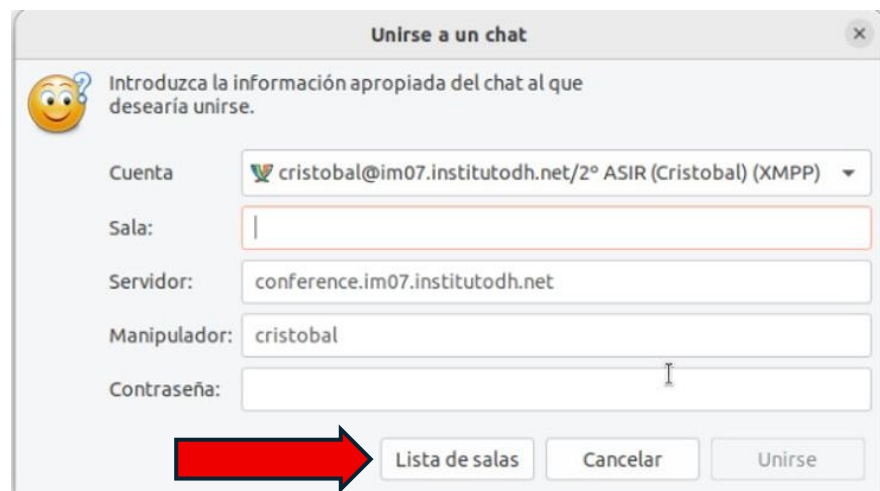 Unirse a un chat
Introduzca la información apropiada del chat al que
desearía unirse.
Cuenta cristobal@im07.institutodh.net/2º ASIR (Cristobal) (XMPP)
Sala:
Servidor: conference.im07.institutodh.net
Manipulador: cristobal
Contraseña:
Lista de salas Cancelar Unirse